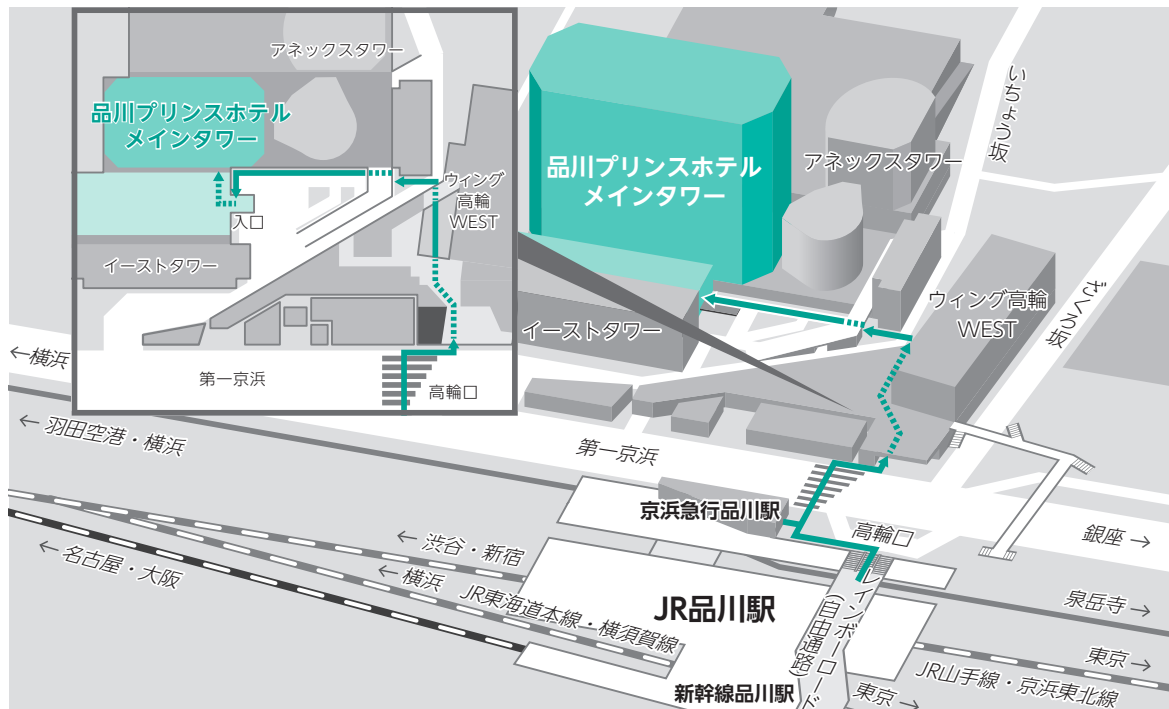 アネックスタワー
品川プリンスホテル
メインタワー
ウィング
高輪
WEST
入口
イーストタワー
第一京浜
高輪口
品川プリンスホテル
メインタワー
アネックスタワー
いちょう坂
イーストタワー
ウィング高輪
WEST
ざくろ坂
←横浜
←羽田空港・横浜
第一京浜
京浜急行品川駅
高輪口
銀座→
←渋谷・新宿
←横浜
JR東海道本線・横須賀線
←名古屋・大阪
JR品川駅
レインボーロード
(自由通路)
泉岳寺→
東京→
JR山手線・京浜東北線
新幹線品川駅
東京→